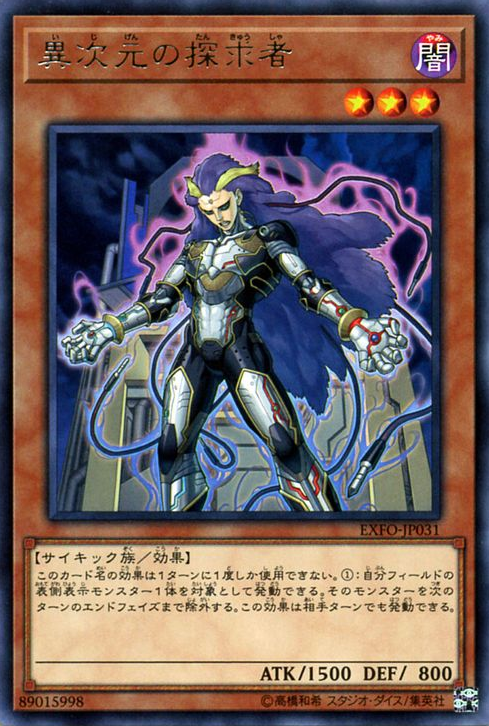 異次元の探求者
闇
EXFO-JP031
【サイキック族/効果】
このカード名の効果は1ターンに1度しか使用できない。①:自分フィールドの
表側表示モンスター1体を対象として発動できる。そのモンスターを次の
ターンのエンドフェイズまで除外する。この効果は相手ターンでも発動できる。
ATK/1500 DEF/ 800
89015998
©高橋和希 スタジオ・ダイス/集英社